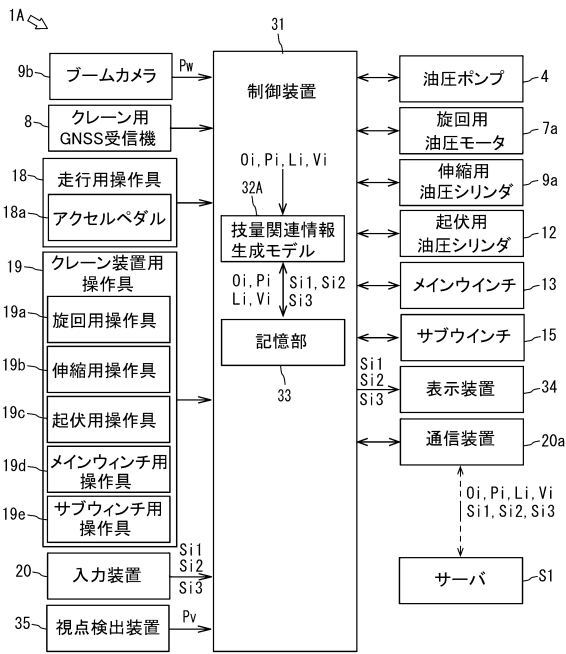 1A
31
9b
ブームカメラ
Pw
8
クレーン用
GNSS受信機
18
走行用操作具
18a
アクセルペダル
19
クレーン装置用
操作具
19a
旋回用操作具
19b
伸縮用操作具
19c
起伏用操作具
19d
メインウィンチ用
操作具
19e
サブウィンチ用
操作具
20
入力装置
Si1
Si2
Si3
35
視点検出装置
Pv
制御装置
Oi, Pi, Li, Vi
32A
技量関連情報
生成モデル
Oi, Pi
Li, Vi
Si1, Si2
Si3
記憶部
33
油圧ポンプ
4
旋回用
油圧モータ
7a
伸縮用
油圧シリンダ
9a
起伏用
油圧シリンダ
12
メインウインチ
13
サブウインチ
15
Si1
Si2
Si3
表示装置
34
通信装置
20a
Oi, Pi, Li, Vi
Si1, Si2, Si3
サーバ
S1